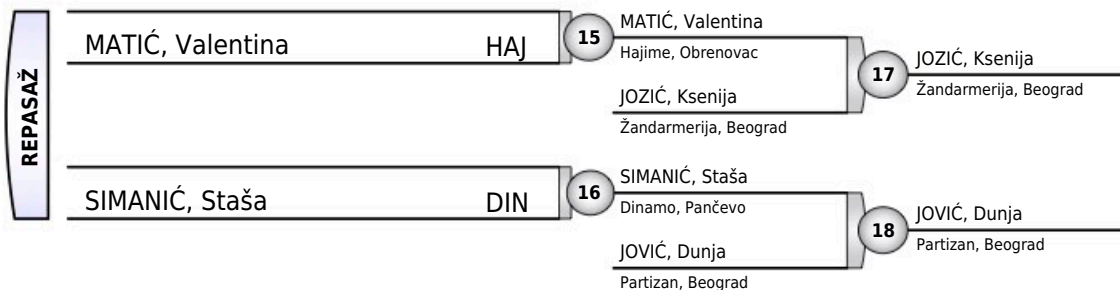 REPASAŽ
MATIĆ, Valentina HAJ
15
MATIĆ, Valentina
Hajime, Obrenovac
JOZIĆ, Ksenija
Žandarmerija, Beograd
17
JOZIĆ, Ksenija
Žandarmerija, Beograd
SIMANIĆ, Staša DIN
16
SIMANIĆ, Staša
Dinamo, Pančevo
JOVIĆ, Dunja
Partizan, Beograd
18
JOVIĆ, Dunja
Partizan, Beograd